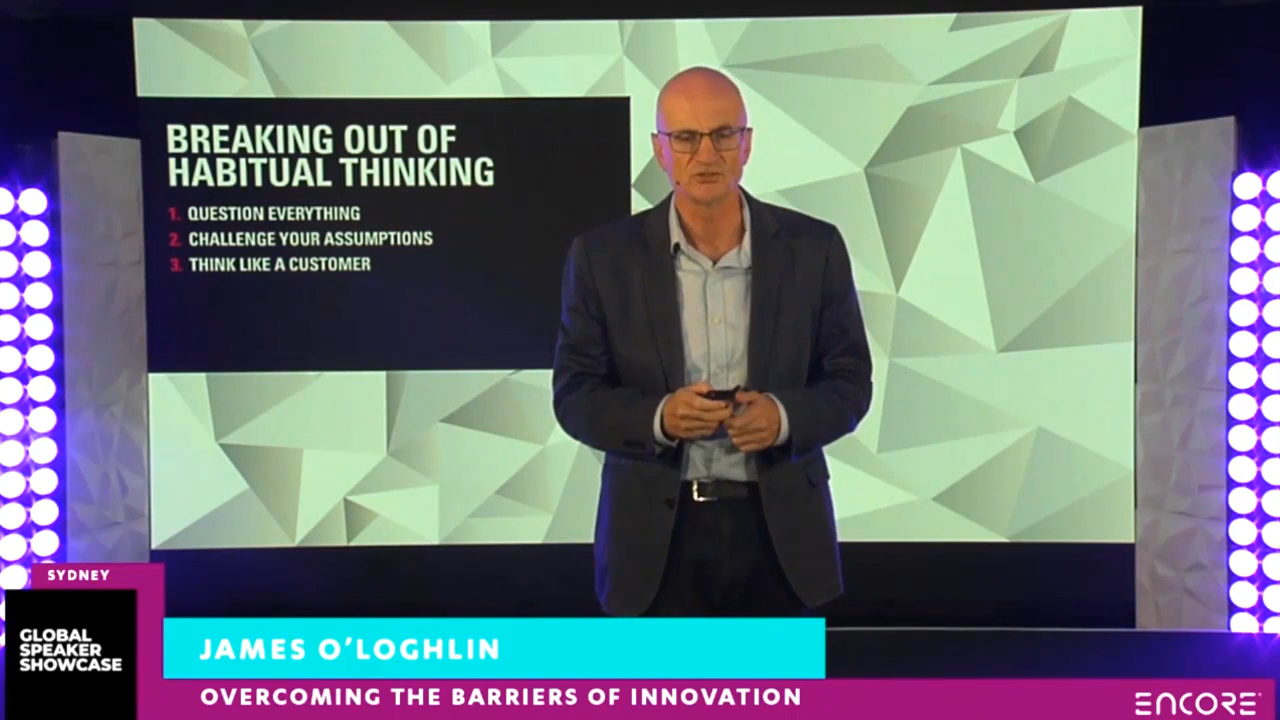 BREAKING OUT OF
HABITUAL THINKING
1. QUESTION EVERYTHING
2. CHALLENGE YOUR ASSUMPTIONS
3. THINK LIKE A CUSTOMER
SYDNEY
GLOBAL
SPEAKER
SHOWCASE
JAMES O'LOGHLIN
OVERCOMING THE BARRIERS OF INNOVATION
ENCORE